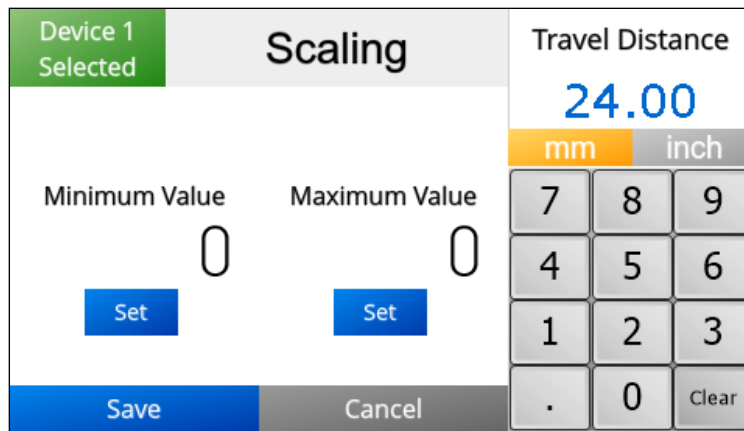 Device 1
Selected
Scaling
Travel Distance
24.00
mm inch
Minimum Value
Maximum Value
0
0
Set
Set
7 8 9
4 5 6
1 2 3
. 0 Clear
Save
Cancel